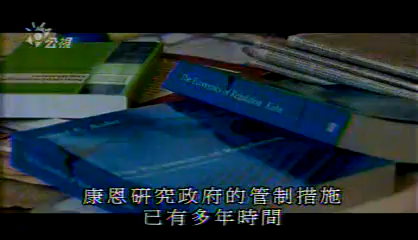 公視
The Economics of Regulation Kahn
康恩研究政府的管制措施
已有多年時間